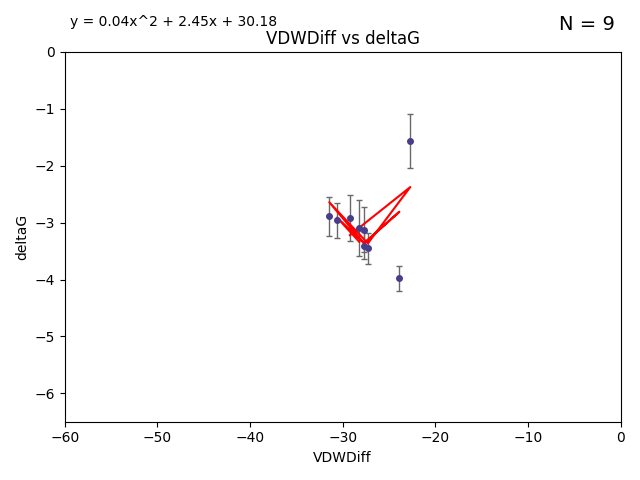 y = 0.04x^2 + 2.45x + 30.18
N = 9
VDWDiff vs deltaG
0
−1
−2
−3
−4
−5
−6
deltaG
−60
−50
−40
−30
−20
−10
0
VDWDiff